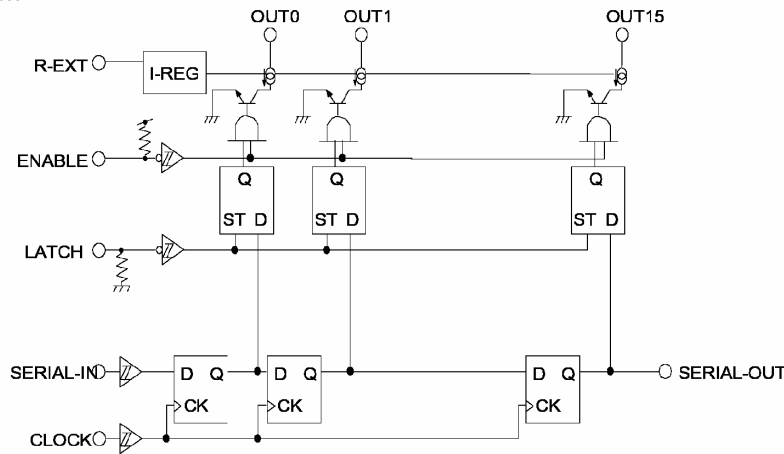 OUT0 OUT1 OUT15
R-EXT I-REG
ENABLE
Q Q Q
ST D ST D ST D
LATCH
SERIAL-IN D Q D Q D Q SERIAL-OUT
CK CK CK
CLOCK